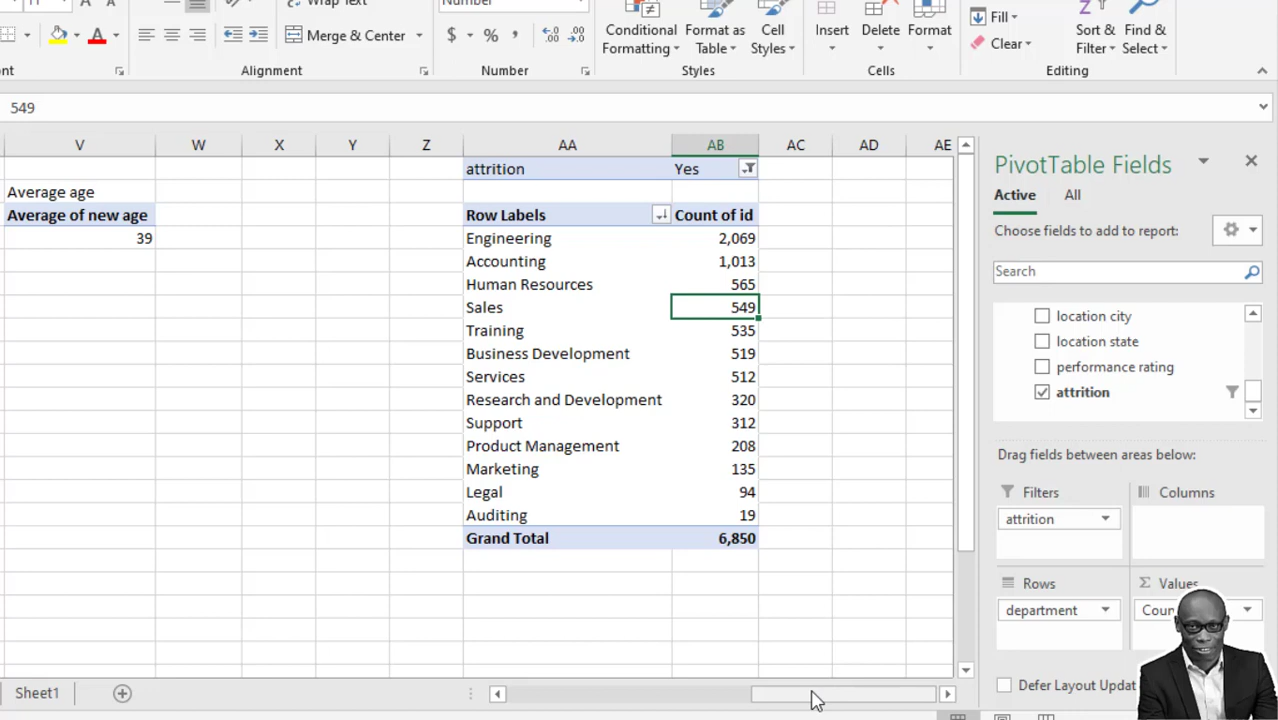 Wrap Text
Number
Merge & Center
$ % ,
Conditional Formatting
Format as Table
Cell Styles
Insert
Delete
Format
Fill
Clear
Sort & Filter
Find & Select
Alignment
Number
Styles
Cells
Editing
549
V W X Y Z AA AB AC AD AE
attrition Yes
Average age
Average of new age Row Labels Count of id
39 Engineering 2,069
Accounting 1,013
Human Resources 565
Sales 549
Training 535
Business Development 519
Services 512
Research and Development 320
Support 312
Product Management 208
Marketing 135
Legal 94
Auditing 19
Grand Total 6,850
PivotTable Fields
Active All
Choose fields to add to report:
Search
location city
location state
performance rating
attrition
Drag fields between areas below:
Filters Columns
attrition
Rows Σ Values
department
Defer Layout Updat
Sheet1